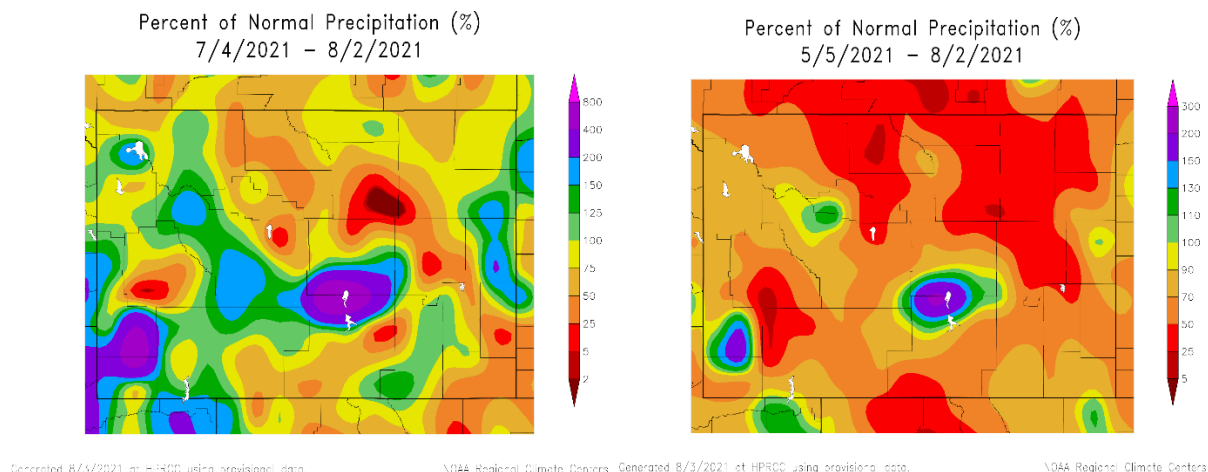 Percent of Normal Precipitation (%)
7/4/2021 – 8/2/2021
800
400
200
150
125
100
75
50
25
5
2
Generated 8/3/2021 at HPRCC using provisional data.
NOAA Regional Climate Centers
Percent of Normal Precipitation (%)
5/5/2021 – 8/2/2021
300
200
150
130
110
100
90
70
50
25
5
Generated 8/3/2021 at HPRCC using provisional data.
NOAA Regional Climate Centers